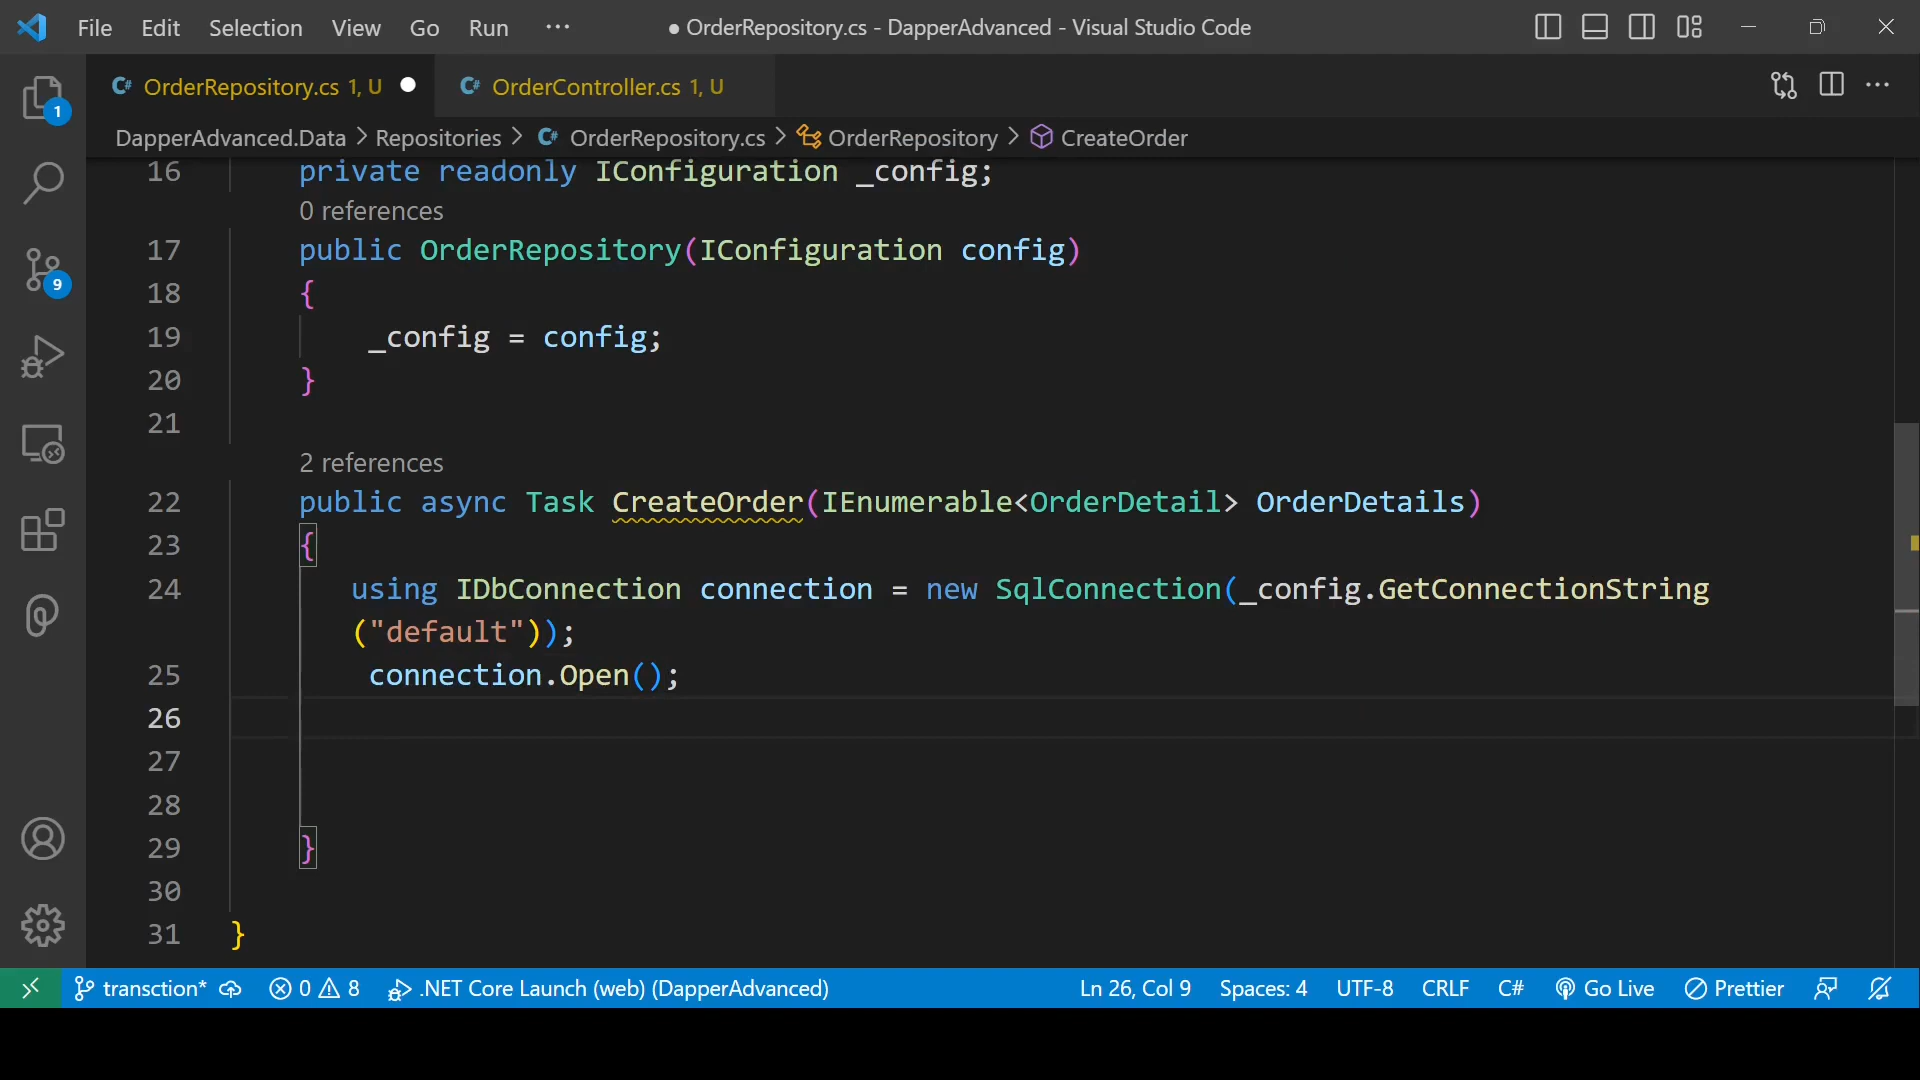 File Edit Selection View Go Run ··· ● OrderRepository.cs - DapperAdvanced - Visual Studio Code
C# OrderRepository.cs 1, U ● C# OrderController.cs 1, U
DapperAdvanced.Data > Repositories > C# OrderRepository.cs > OrderRepository > CreateOrder
1
9
16 private readonly IConfiguration _config;
0 references
17 public OrderRepository(IConfiguration config)
18 {
19 _config = config;
20 }
21
2 references
22 public async Task CreateOrder(IEnumerable<OrderDetail> OrderDetails)
23 {
24 using IDbConnection connection = new SqlConnection(_config.GetConnectionString
("default"));
25 connection.Open();
26
27
28
29 }
30
31 }
transction* 0 8 .NET Core Launch (web) (DapperAdvanced) Ln 26, Col 9 Spaces: 4 UTF-8 CRLF C# Go Live Prettier